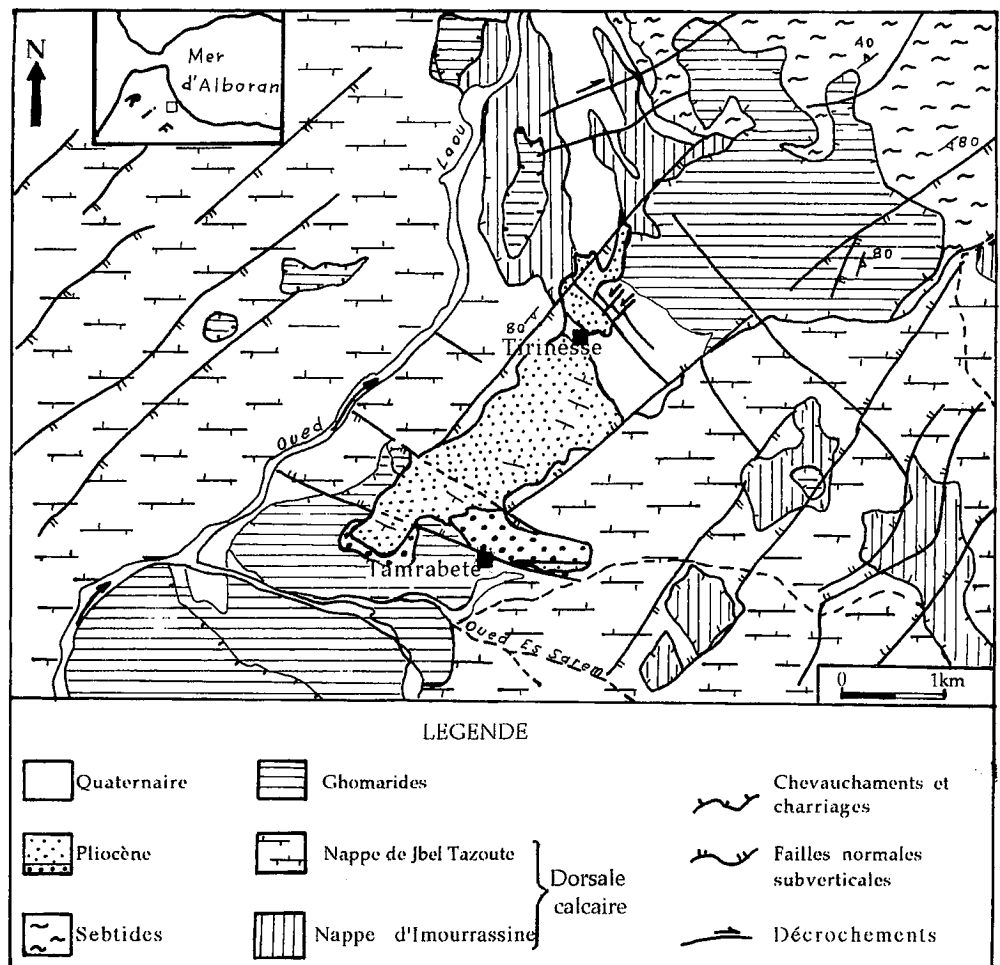 N
Mer
d'Alboran
Rif
Laou
40
80
80
80
Tirinesse
Oued
Tamrabete
Oued Es Sarem
0 1km
LEGENDE
Quaternaire
Ghomarides
Chevauchaments et
charriages
Pliocène
Nappe de Jbel Tazoute
Failles normales
subverticales
Dorsale
calcaire
Sebtides
Nappe d'Imourrassine
Décrochements